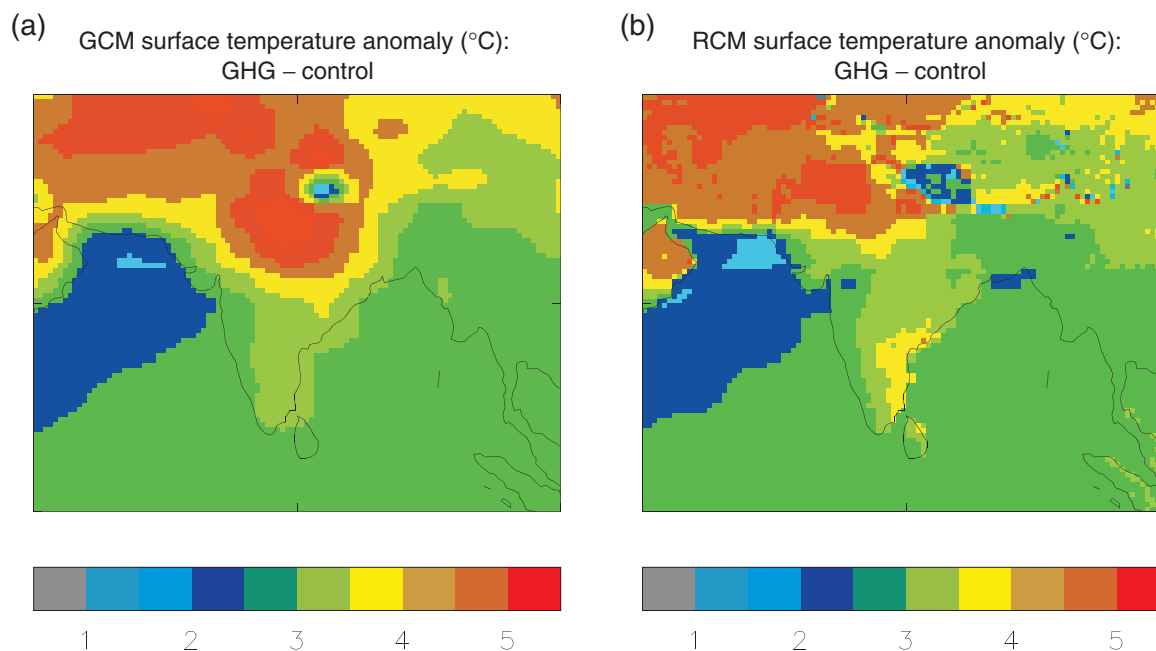 (a)
GCM surface temperature anomaly (°C):
GHG – control
1 2 3 4 5
(b)
RCM surface temperature anomaly (°C):
GHG – control
1 2 3 4 5